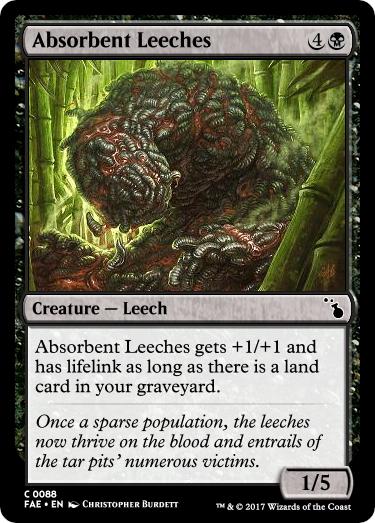 Absorbent Leeches 4
Creature — Leech
Absorbent Leeches gets +1/+1 and
has lifelink as long as there is a land
card in your graveyard.
Once a sparse population, the leeches
now thrive on the blood and entrails of
the tar pits’ numerous victims.
1/5
C 0088
FAE • EN Christopher Burdett
™ & © 2017 Wizards of the Coast